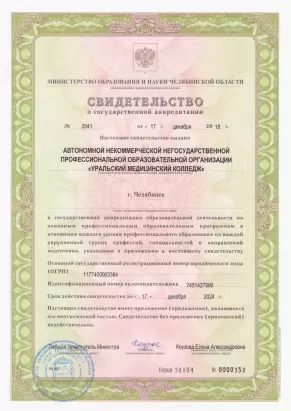 МИНИСТЕРСТВО ОБРАЗОВАНИЯ И НАУКИ ЧЕЛЯБИНСКОЙ ОБЛАСТИ
СВИДЕТЕЛЬСТВО
о государственной аккредитации
№ 2941 от « 17 » декабря 2018 г.
Настоящее свидетельство выдано
АВТОНОМНОЙ НЕКОММЕРЧЕСКОЙ НЕГОСУДАРСТВЕННОЙ
ПРОФЕССИОНАЛЬНОЙ ОБРАЗОВАТЕЛЬНОЙ ОРГАНИЗАЦИИ
«УРАЛЬСКИЙ МЕДИЦИНСКИЙ КОЛЛЕДЖ»
г. Челябинск
о государственной аккредитации образовательной деятельности по
основным профессиональным образовательным программам в
отношении каждого уровня профессионального образования по каждой
укрупненной группе профессий, специальностей и направлений
подготовки, указанным в приложении к настоящему свидетельству
Основной государственный регистрационный номер юридического лица
(ОГРН) 1177400003384
Идентификационный номер налогоплательщика 7451427990
Срок действия свидетельства до « 17 » декабря 2024 г.
Настоящее свидетельство имеет приложение (приложения), являющееся
его неотъемлемой частью. Свидетельство без приложения (приложений)
недействительно.
Первый заместитель Министра Коузова Елена Александровна
Серия 74А04 № 0000151